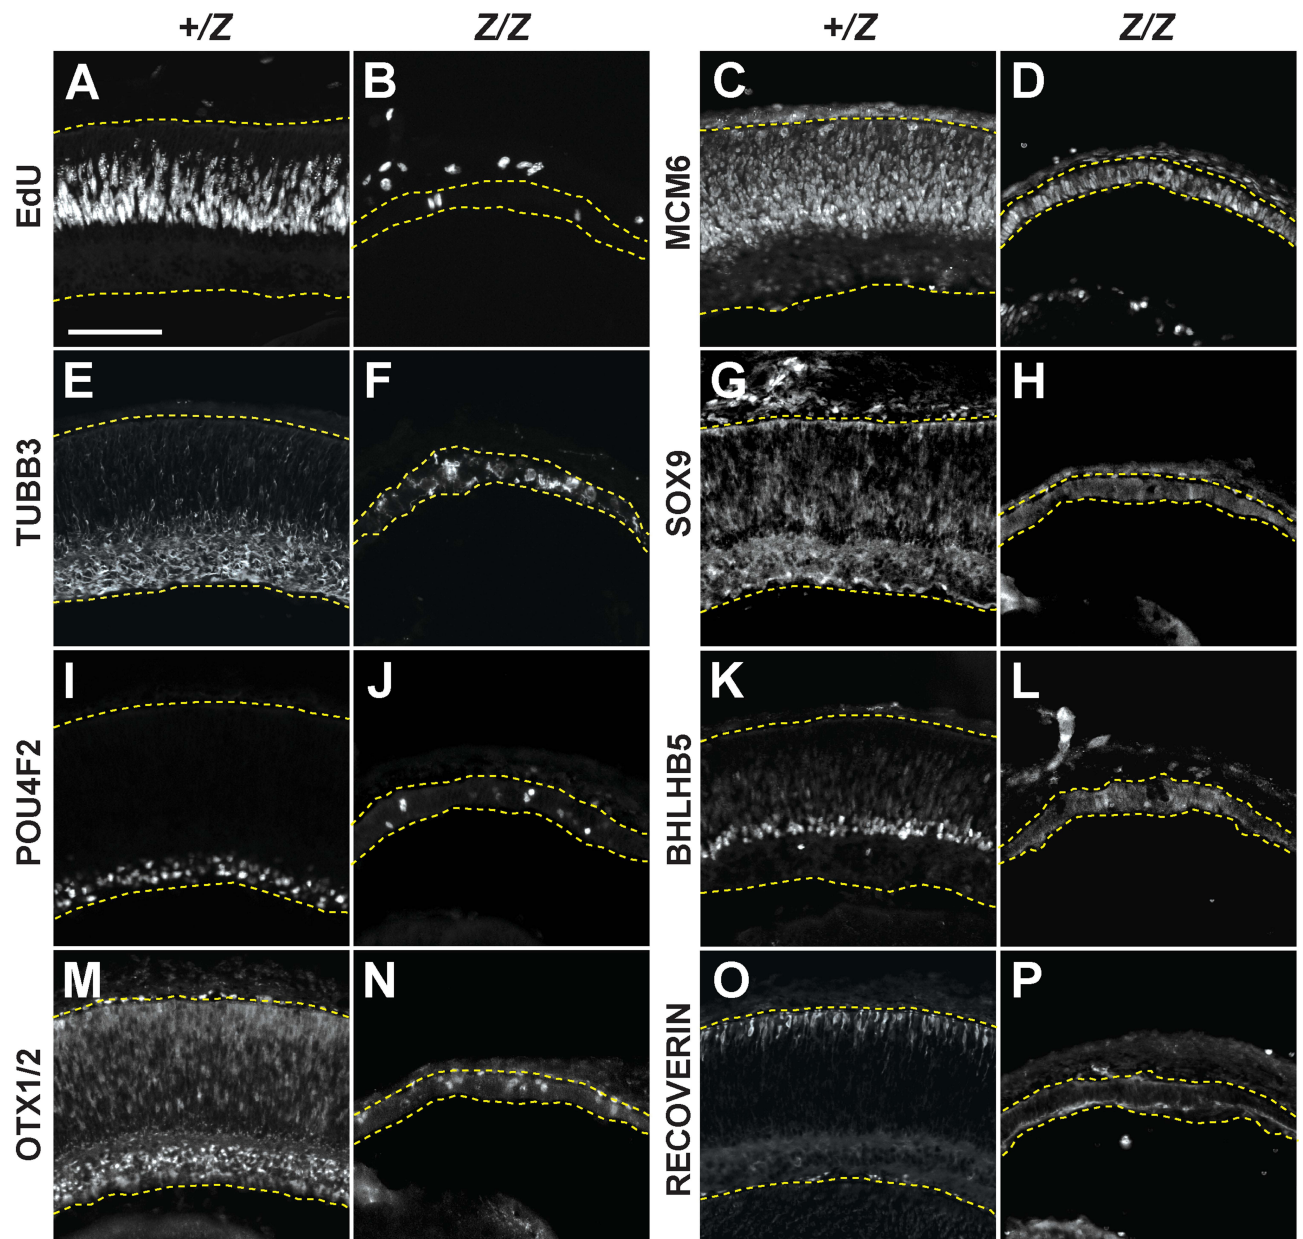 +/Z Z/Z +/Z Z/Z
EdU A B MCM6 C D
TUBB3 E F SOX9 G H
POU4F2 I J BHLHB5 K L
OTX1/2 M N RECOVERIN O P